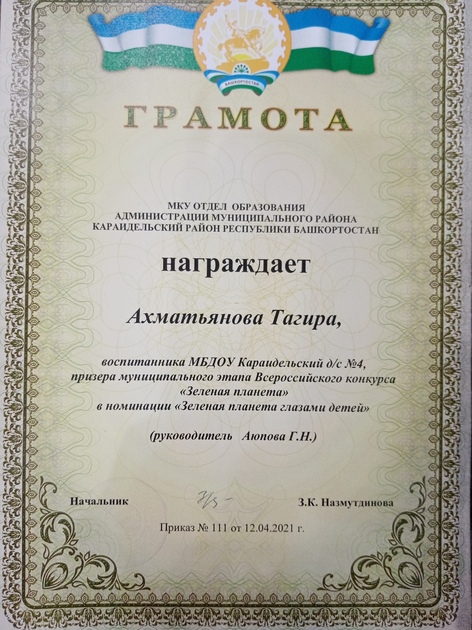 БАШКОРТОСТАН
ГРАМОТА
МКУ ОТДЕЛ ОБРАЗОВАНИЯ
АДМИНИСТРАЦИИ МУНИЦИПАЛЬНОГО РАЙОНА
КАРАИДЕЛЬСКИЙ РАЙОН РЕСПУБЛИКИ БАШКОРТОСТАН
награждает
Ахматьянова Тагира,
воспитанника МБДОУ Караидельский д/с №4,
призера муниципального этапа Всероссийского конкурса
«Зеленая планета»
в номинации «Зеленая планета глазами детей»
(руководитель Аюпова Г.Н.)
Начальник З.К. Назмутдинова
Приказ № 111 от 12.04.2021 г.